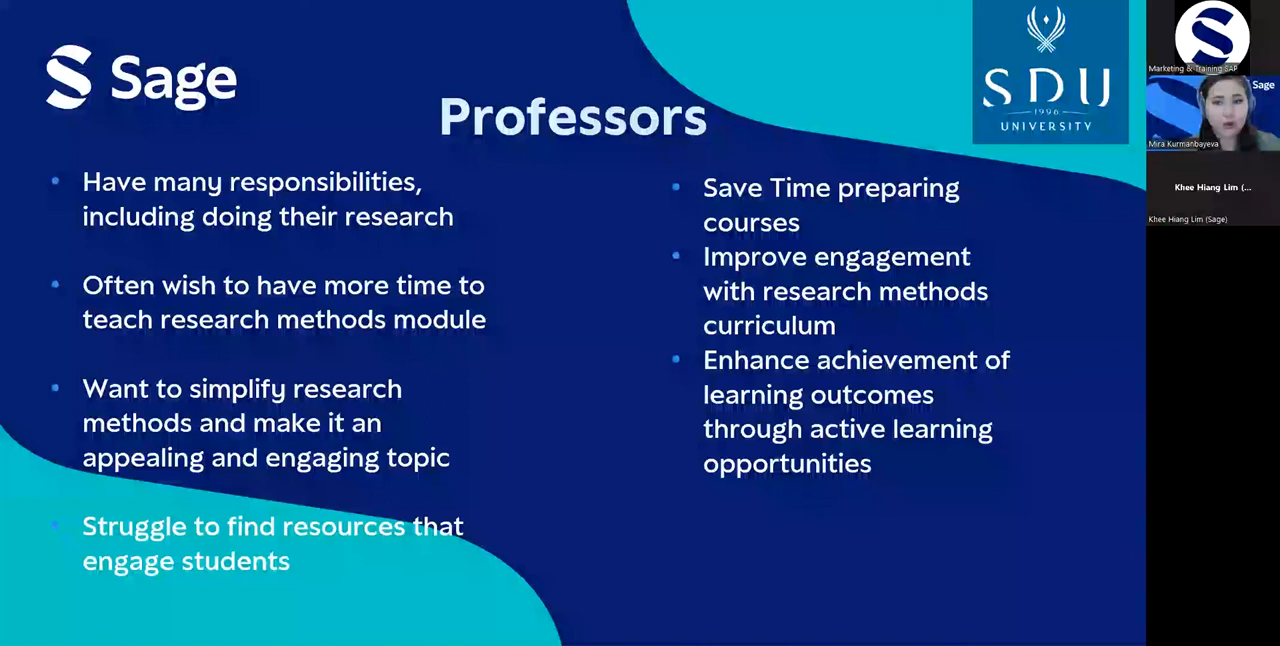 Sage
Professors
SDU
1996
UNIVERSITY
Have many responsibilities,
including doing their research
Often wish to have more time to
teach research methods module
Want to simplify research
methods and make it an
appealing and engaging topic
Struggle to find resources that
engage students
Save Time preparing
courses
Improve engagement
with research methods
curriculum
Enhance achievement of
learning outcomes
through active learning
opportunities
Marketing & Training SAP
Sage
Mira Kurmanbayeva
Khee Hiang Lim (...
Khee Hiang Lim (Sage)